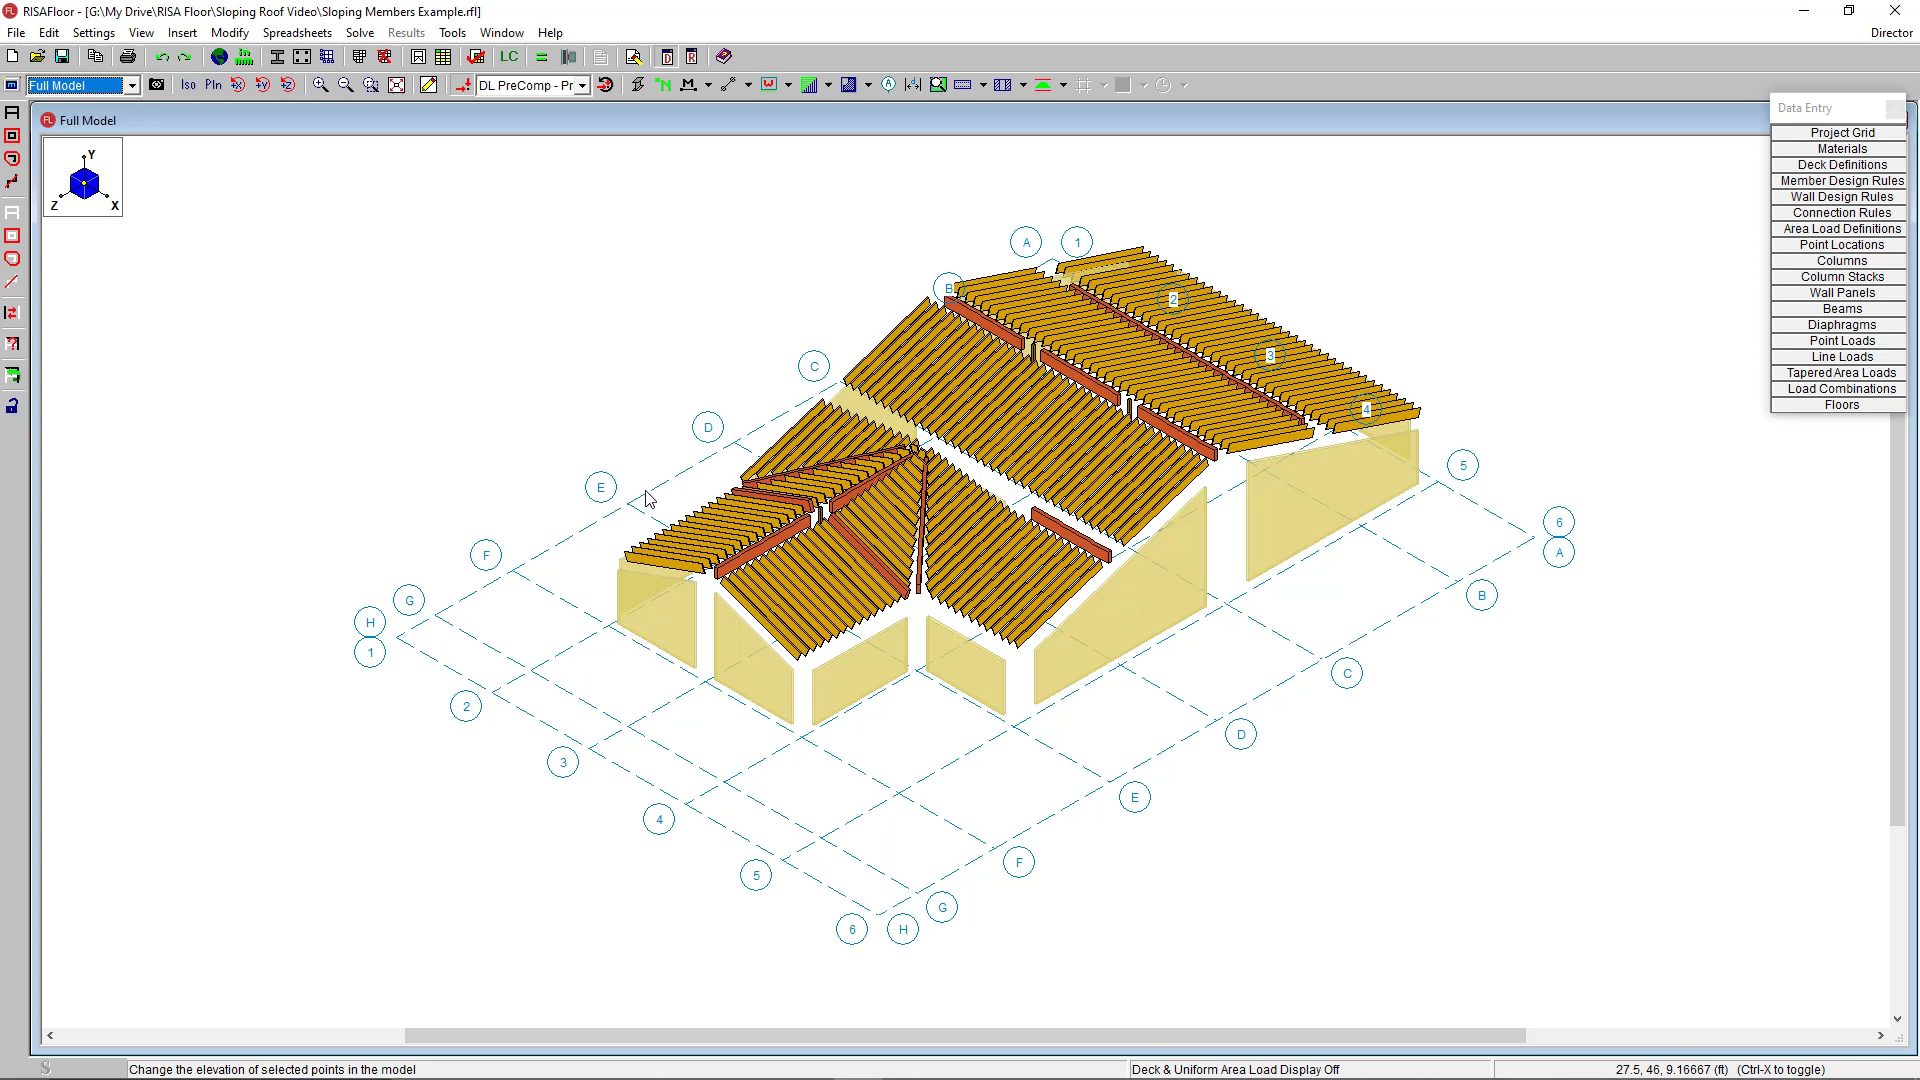 RISAFloor - [G:\My Drive\RISA Floor\Sloping Roof Video\Sloping Members Example.rfl]
File Edit Settings View Insert Modify Spreadsheets Solve Results Tools Window Help
Director
LC D R
Full Model Iso Pln X Y Z DL PreComp - Pr N M W A
Full Model
Y
Z X
Data Entry
Project Grid
Materials
Deck Definitions
Member Design Rules
Wall Design Rules
Connection Rules
Area Load Definitions
Point Locations
Columns
Column Stacks
Wall Panels
Beams
Diaphragms
Point Loads
Line Loads
Tapered Area Loads
Load Combinations
Floors
A 1
B
2
3
C
4
D
5
E
6
F
A
G
B
H
1
C
2
D
3
E
4
F
5
G
6 H
S Change the elevation of selected points in the model Deck & Uniform Area Load Display Off 27.5, 46, 9.16667 (ft) (Ctrl-X to toggle)